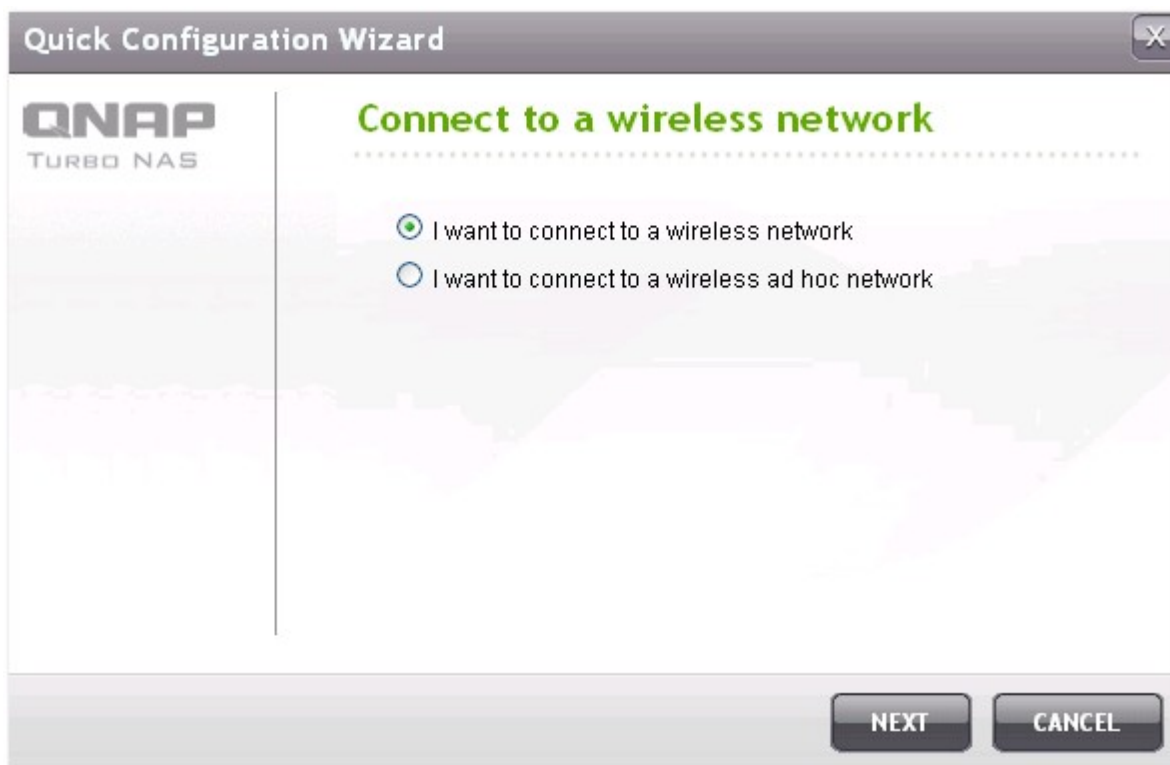 Quick Configuration Wizard
X
QNAP
TURBO NAS
Connect to a wireless network
I want to connect to a wireless network
I want to connect to a wireless ad hoc network
NEXT
CANCEL